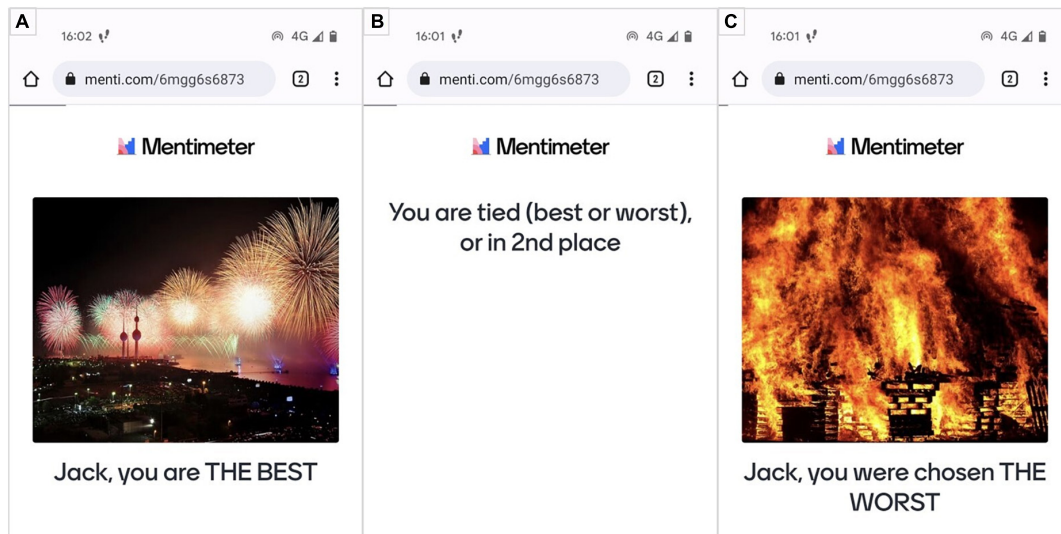 A
16:02
4G
menti.com/6mgg6s6873
2
Mentimeter
Jack, you are THE BEST
B
16:01
4G
menti.com/6mgg6s6873
2
Mentimeter
You are tied (best or worst),
or in 2nd place
C
16:01
4G
menti.com/6mgg6s6873
2
Mentimeter
Jack, you were chosen THE
WORST